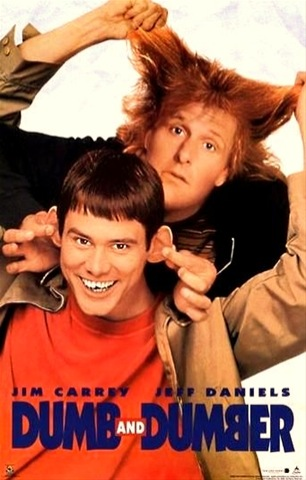 JIM CARREY JEFF DANIELS
DUMB AND DUMBER